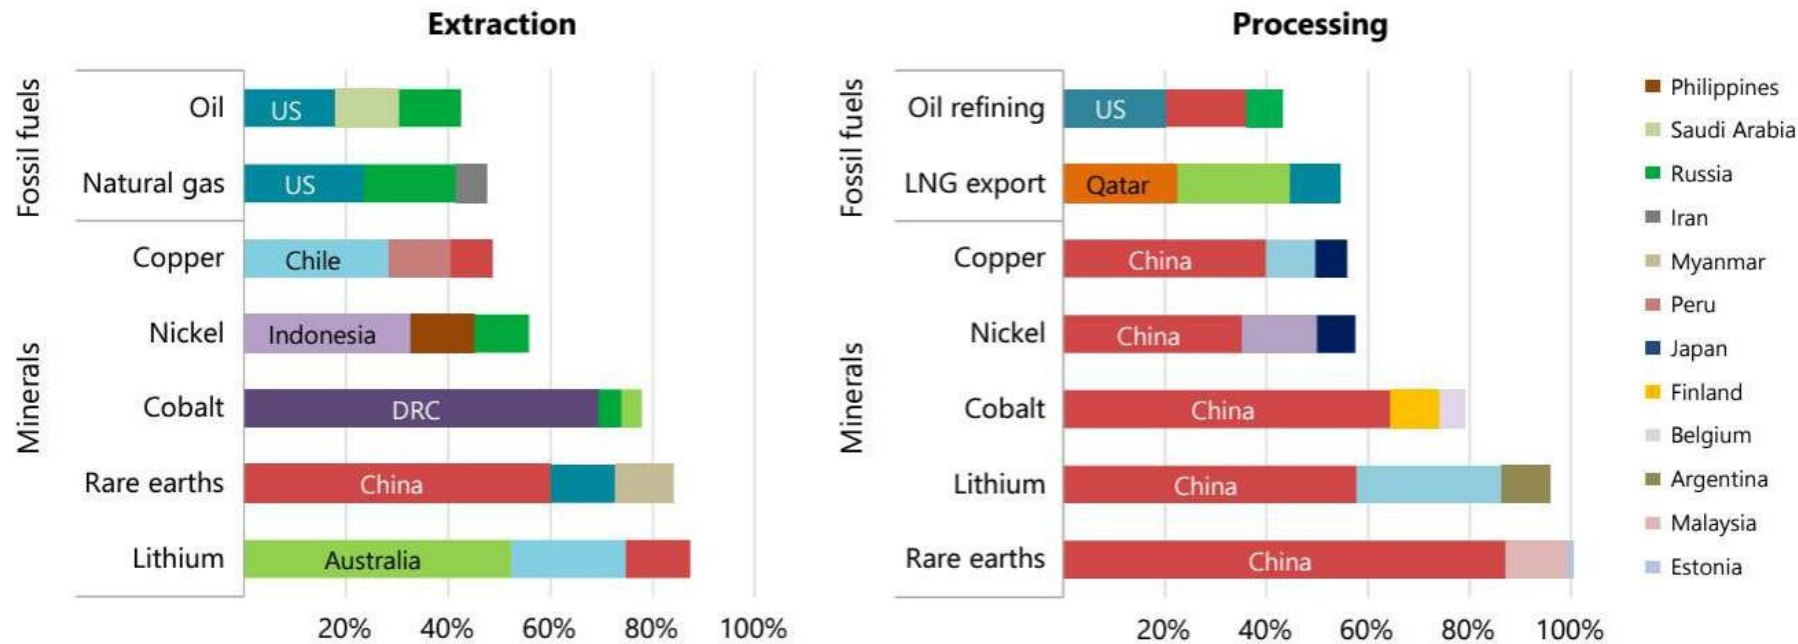 Extraction
Fossil fuels
Oil
US
Natural gas
US
Minerals
Copper
Chile
Nickel
Indonesia
Cobalt
DRC
Rare earths
China
Lithium
Australia
20% 40% 60% 80% 100%
Processing
Fossil fuels
Oil refining
US
LNG export
Qatar
Minerals
Copper
China
Nickel
China
Cobalt
China
Lithium
China
Rare earths
China
20% 40% 60% 80% 100%
Philippines
Saudi Arabia
Russia
Iran
Myanmar
Peru
Japan
Finland
Belgium
Argentina
Malaysia
Estonia